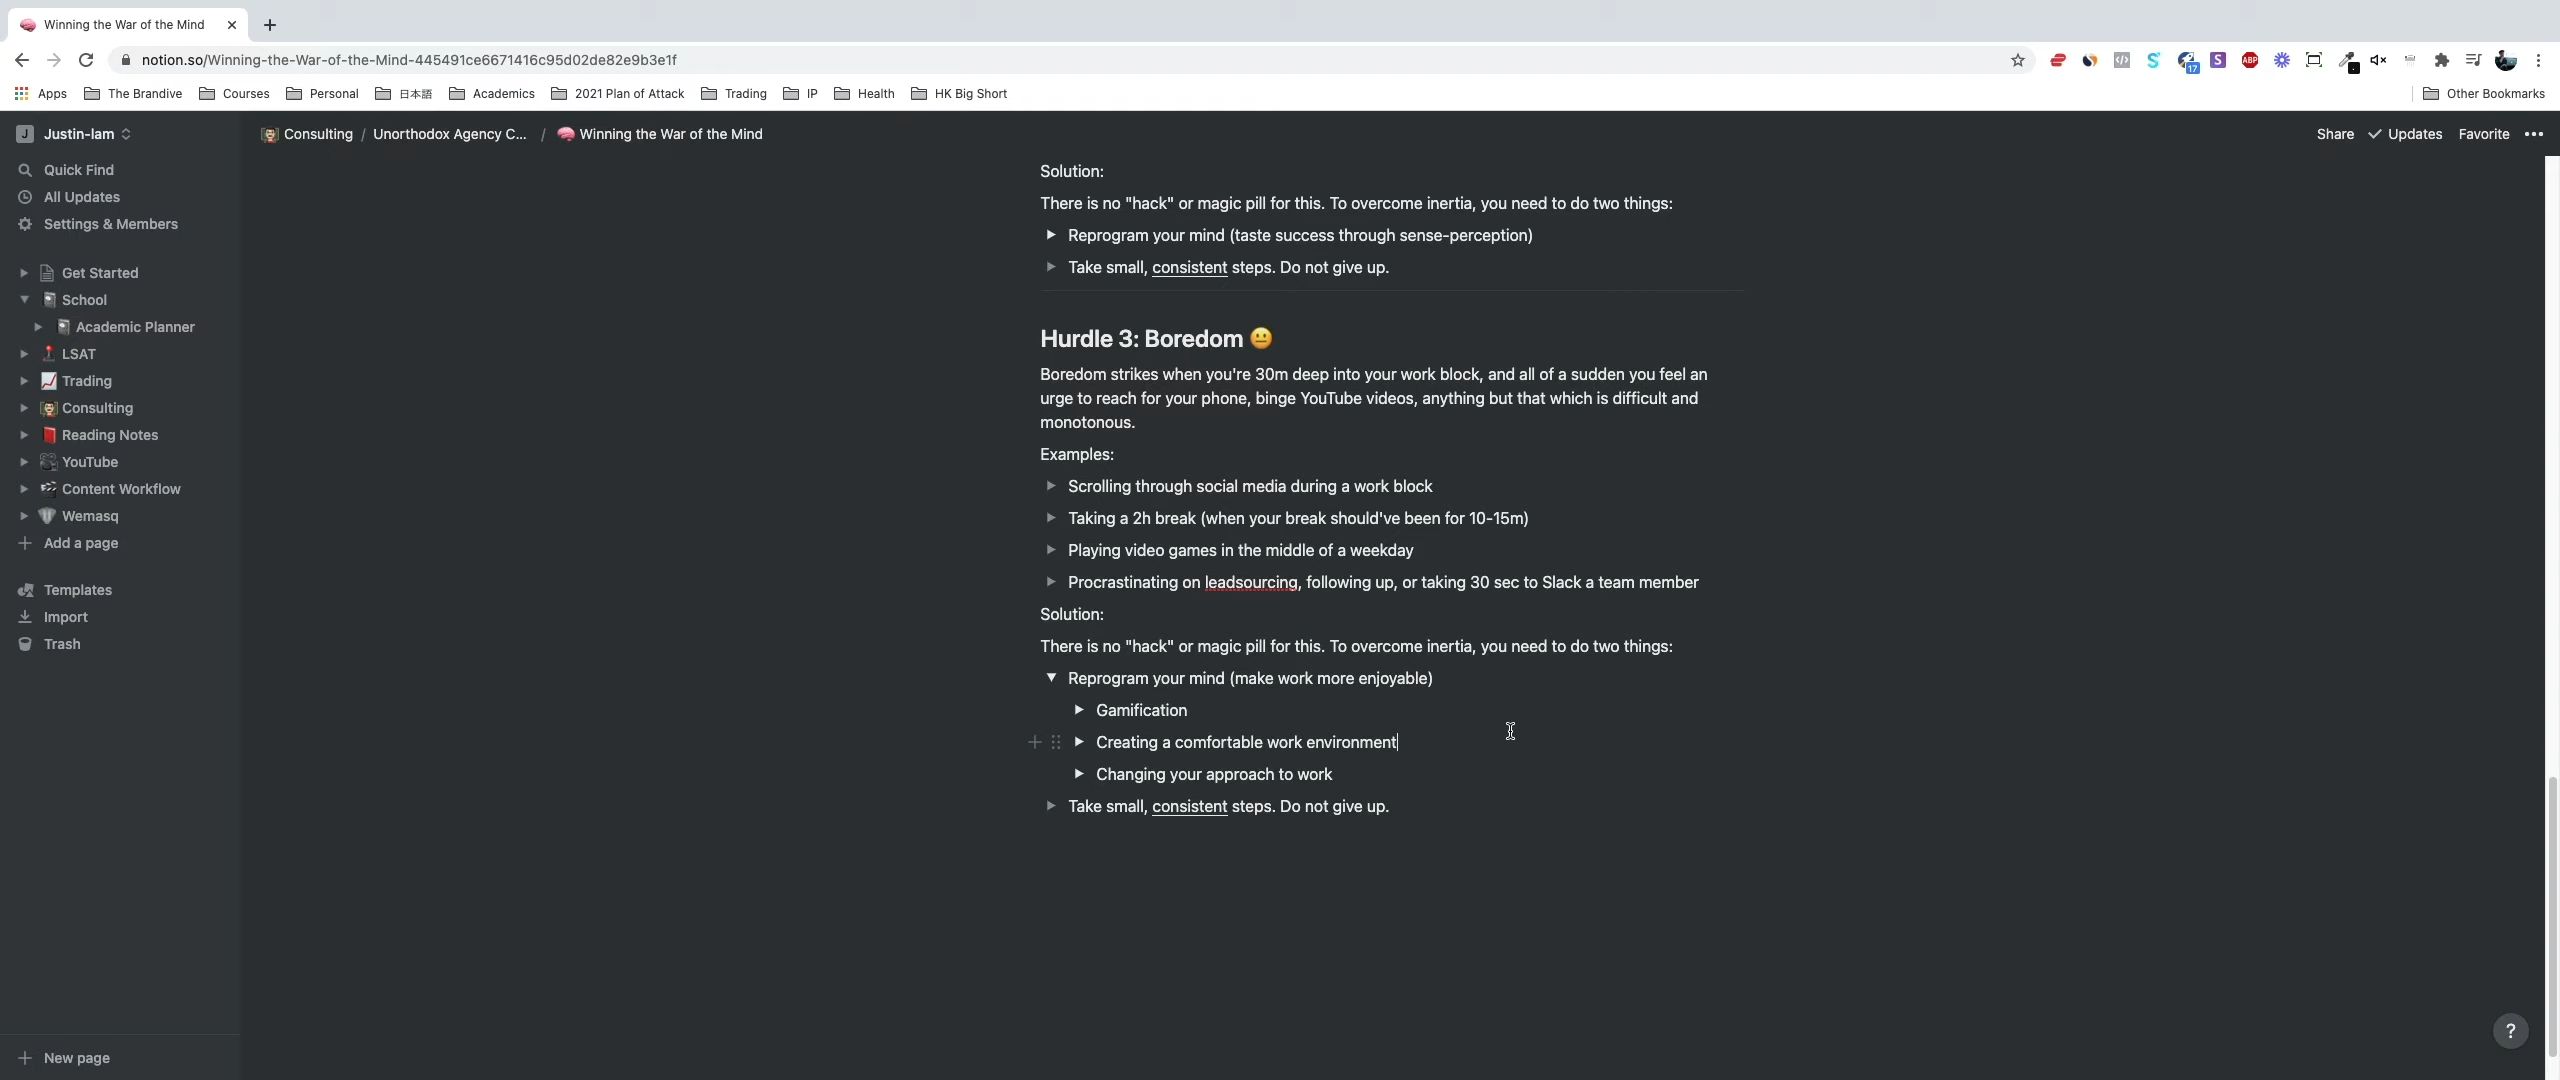 Winning the War of the Mind
notion.so/Winning-the-War-of-the-Mind-445491ce6671416c95d02de82e9b3e1f
17
ABP
Apps The Brandive Courses Personal 日本語 Academics 2021 Plan of Attack Trading IP Health HK Big Short Other Bookmarks
J Justin-lam
Consulting / Unorthodox Agency C... / Winning the War of the Mind
Share Updates Favorite
Quick Find
All Updates
Settings & Members
Get Started
School
Academic Planner
LSAT
Trading
Consulting
Reading Notes
YouTube
Content Workflow
Wemasq
Add a page
Templates
Import
Trash
New page
Solution:
There is no "hack" or magic pill for this. To overcome inertia, you need to do two things:
Reprogram your mind (taste success through sense-perception)
Take small, consistent steps. Do not give up.
Hurdle 3: Boredom 😐
Boredom strikes when you're 30m deep into your work block, and all of a sudden you feel an
urge to reach for your phone, binge YouTube videos, anything but that which is difficult and
monotonous.
Examples:
Scrolling through social media during a work block
Taking a 2h break (when your break should've been for 10-15m)
Playing video games in the middle of a weekday
Procrastinating on leadsourcing, following up, or taking 30 sec to Slack a team member
Solution:
There is no "hack" or magic pill for this. To overcome inertia, you need to do two things:
Reprogram your mind (make work more enjoyable)
Gamification
Creating a comfortable work environment
Changing your approach to work
Take small, consistent steps. Do not give up.
?